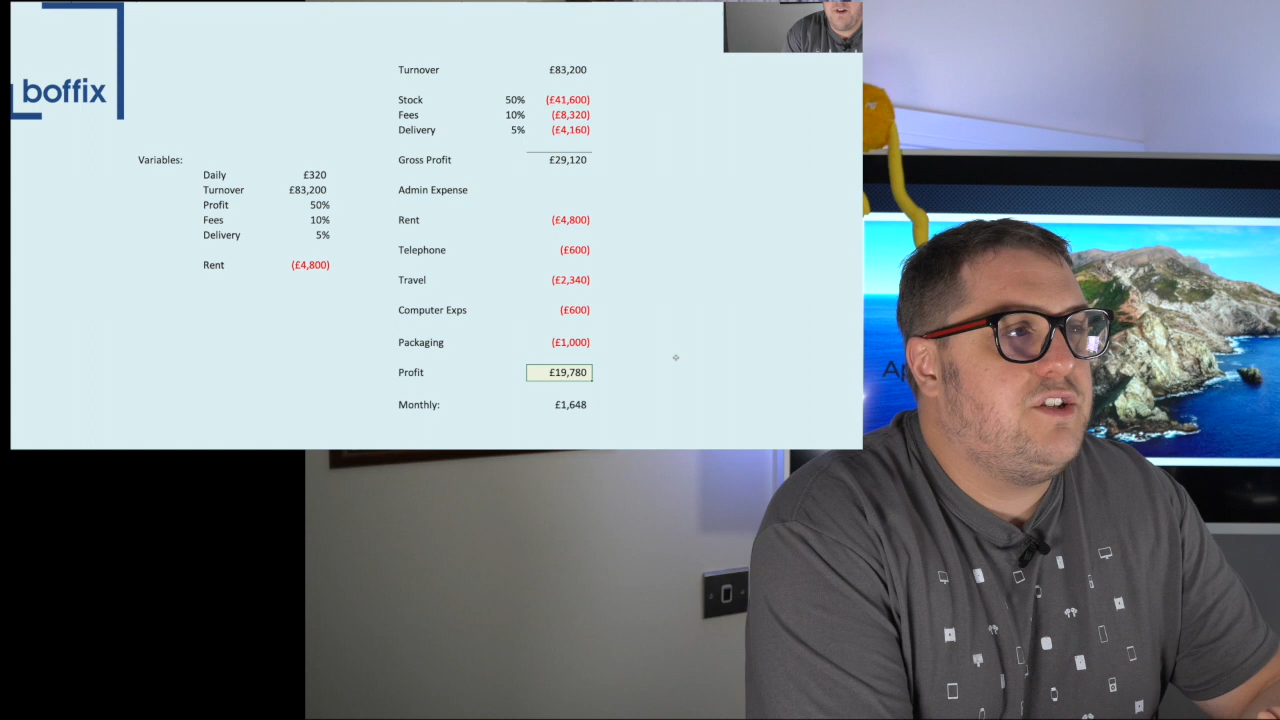 boffix
Turnover £83,200
Stock 50% (£41,600)
Fees 10% (£8,320)
Delivery 5% (£4,160)
Gross Profit £29,120
Variables:
Daily £320
Turnover £83,200
Profit 50%
Fees 10%
Delivery 5%
Rent (£4,800)
Admin Expense
Rent (£4,800)
Telephone (£600)
Travel (£2,340)
Computer Exps (£600)
Packaging (£1,000)
Profit £19,780
Monthly: £1,648